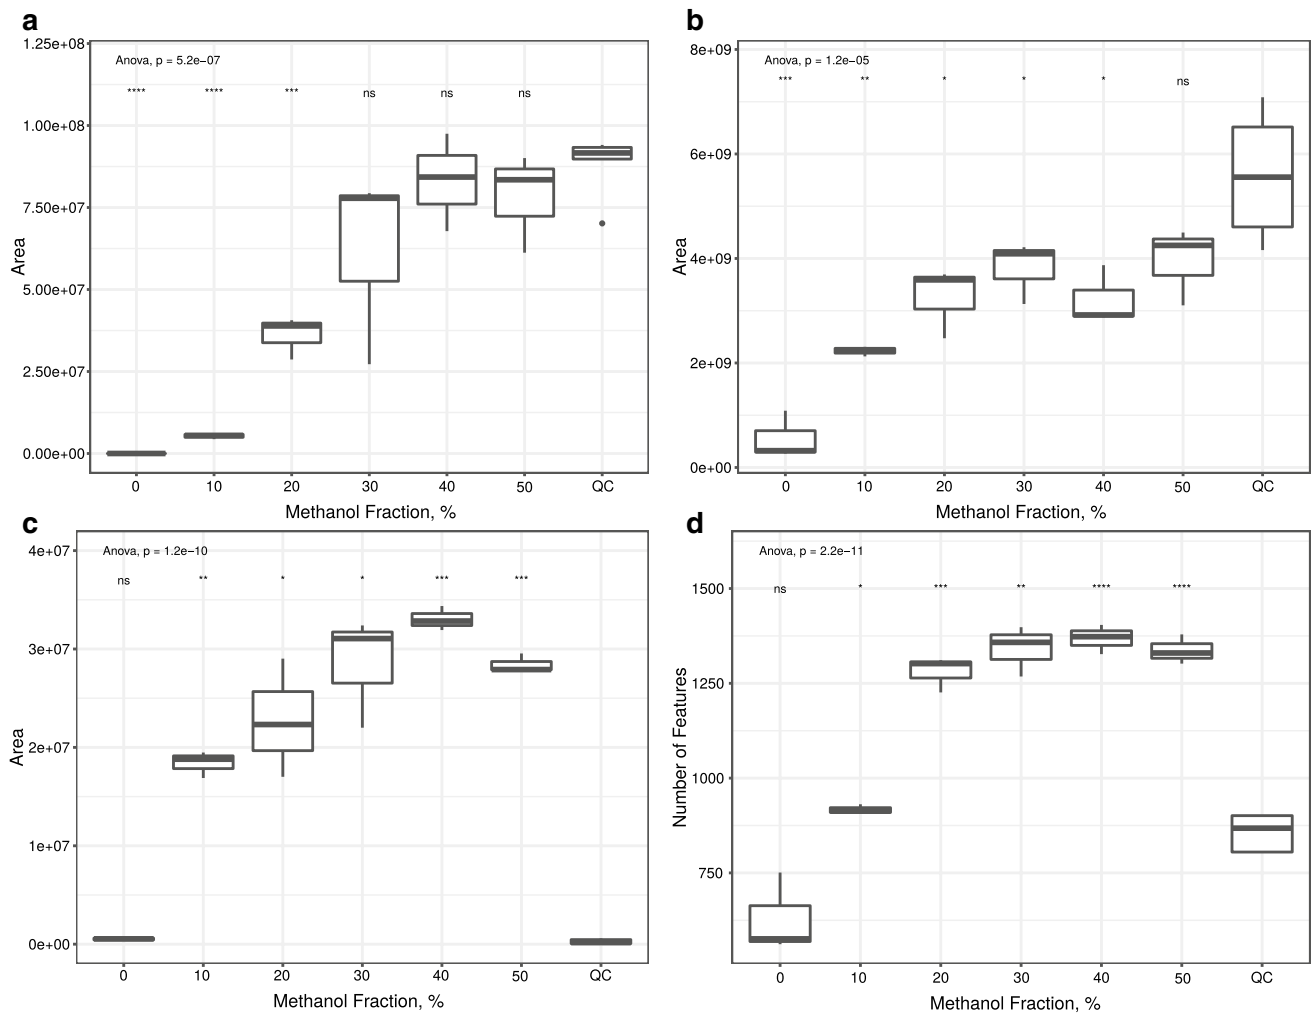 a
1.25e+08
1.00e+08
7.50e+07
5.00e+07
2.50e+07
0.00e+00
Area
Anova, p = 5.2e−07
**** **** *** ns ns ns
0 10 20 30 40 50 QC
Methanol Fraction, %
b
8e+09
6e+09
4e+09
2e+09
0e+00
Area
Anova, p = 1.2e−05
*** ** * * * ns
0 10 20 30 40 50 QC
Methanol Fraction, %
c
4e+07
3e+07
2e+07
1e+07
0e+00
Area
Anova, p = 1.2e−10
ns ** * * *** ***
0 10 20 30 40 50 QC
Methanol Fraction, %
d
1500
1250
1000
750
Number of Features
Anova, p = 2.2e−11
ns * *** ** **** ****
0 10 20 30 40 50 QC
Methanol Fraction, %